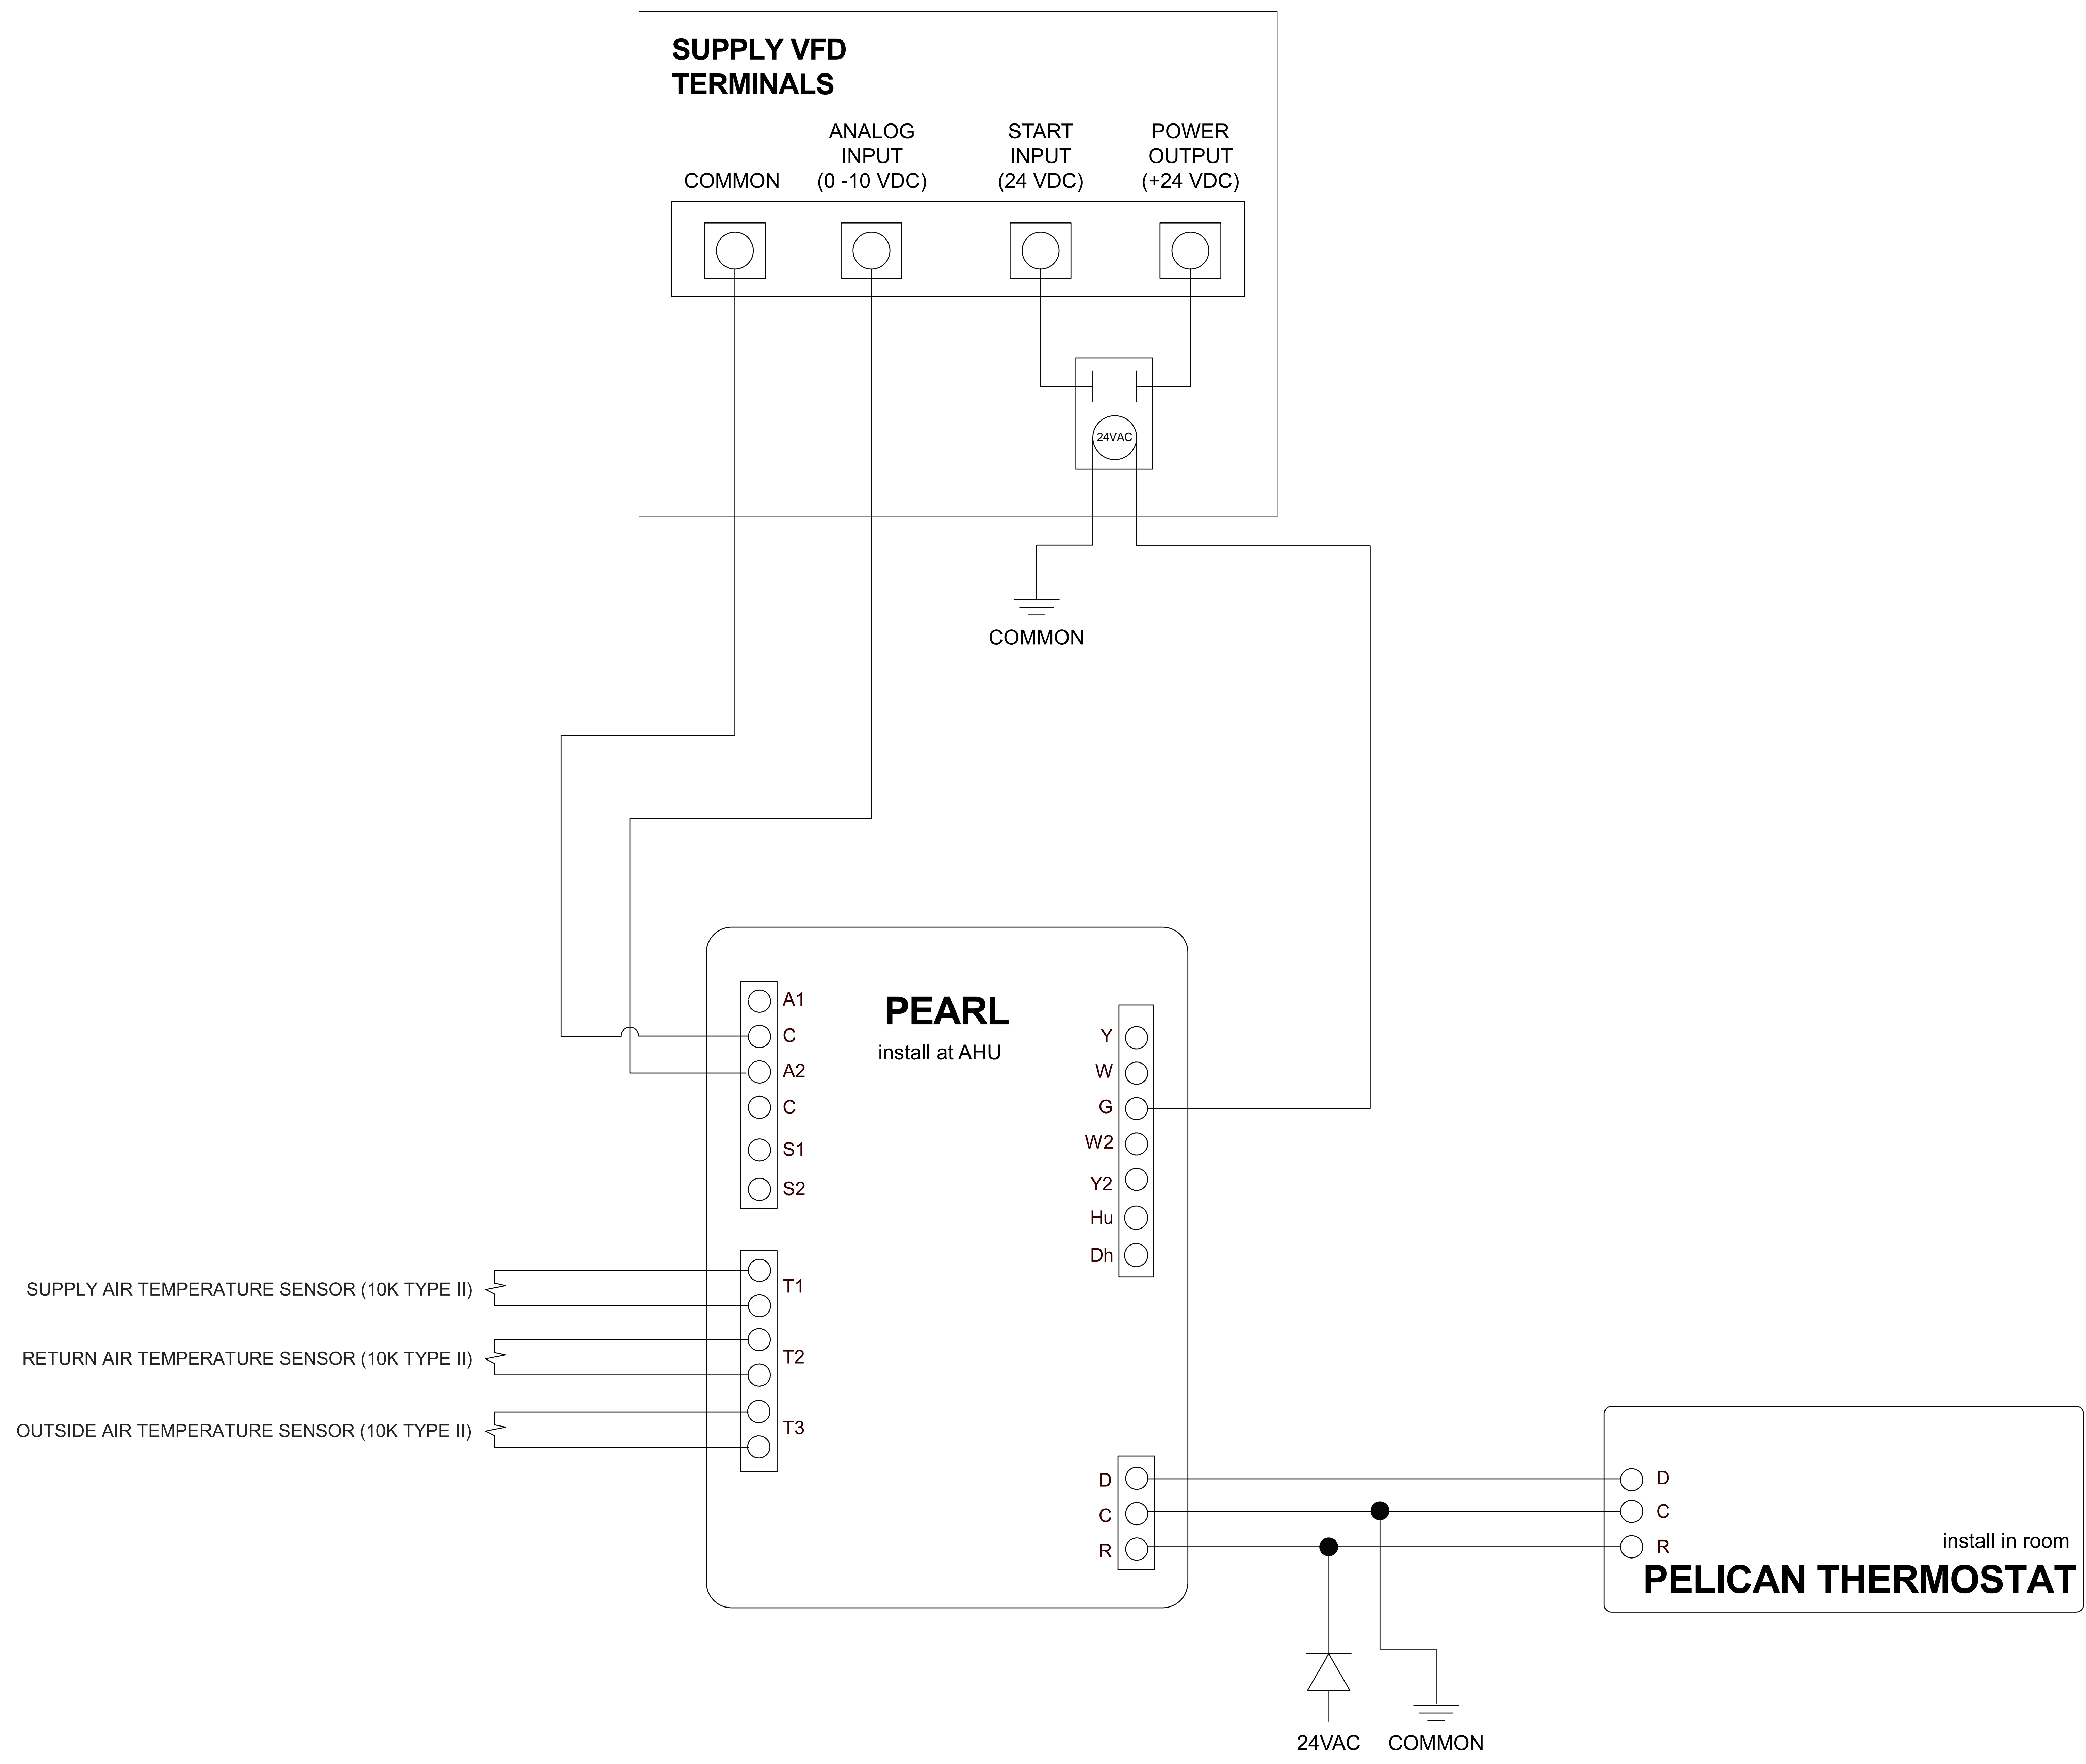 SUPPLY VFD
TERMINALS
ANALOG
INPUT
(0 -10 VDC)
START
INPUT
(24 VDC)
POWER
OUTPUT
(+24 VDC)
COMMON
24VAC
COMMON
PEARL
install at AHU
A1
C
A2
C
S1
S2
Y
W
G
W2
Y2
Hu
Dh
SUPPLY AIR TEMPERATURE SENSOR (10K TYPE II)
T1
RETURN AIR TEMPERATURE SENSOR (10K TYPE II)
T2
OUTSIDE AIR TEMPERATURE SENSOR (10K TYPE II)
T3
D
C
R
D
C
R
install in room
PELICAN THERMOSTAT
24VAC
COMMON